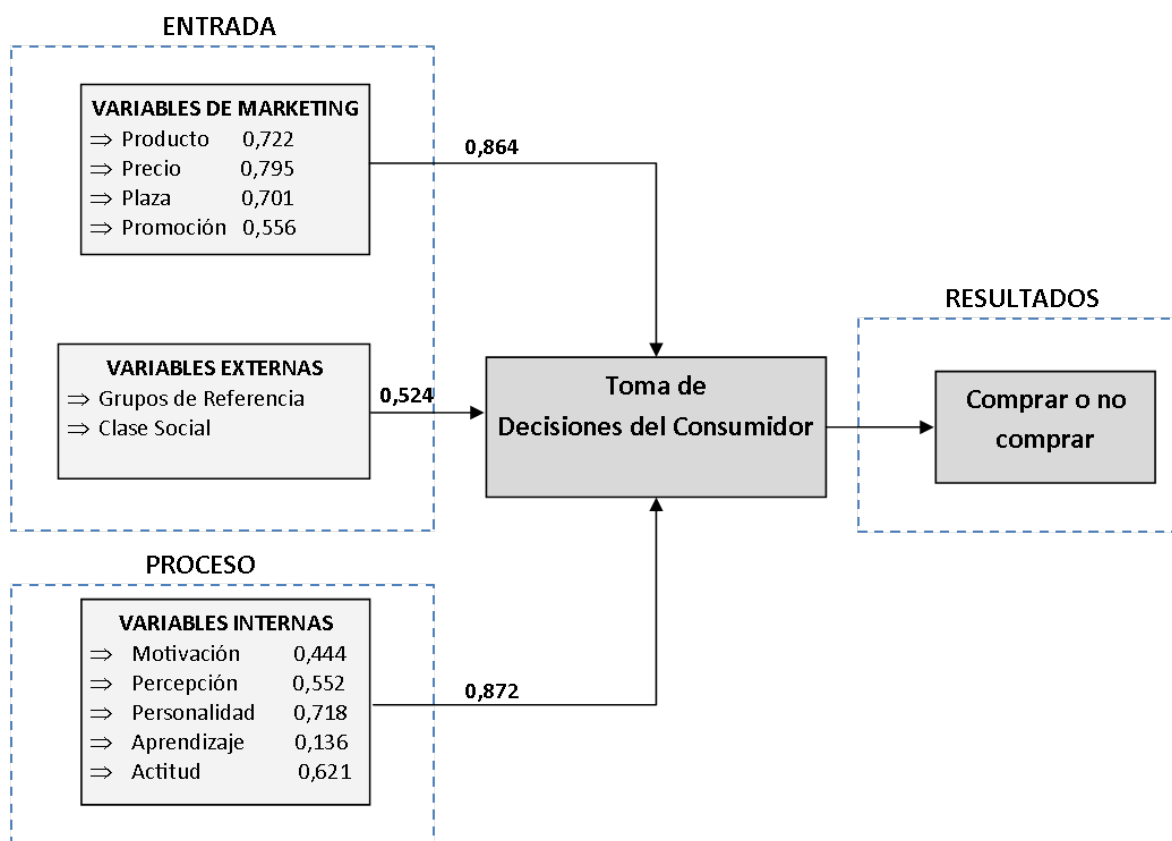 ENTRADA
VARIABLES DE MARKETING
⇒ Producto 0,722
⇒ Precio 0,795
⇒ Plaza 0,701
⇒ Promoción 0,556
0,864
VARIABLES EXTERNAS
⇒ Grupos de Referencia
⇒ Clase Social
0,524
Toma de
Decisiones del Consumidor
RESULTADOS
Comprar o no
comprar
PROCESO
VARIABLES INTERNAS
⇒ Motivación 0,444
⇒ Percepción 0,552
⇒ Personalidad 0,718
⇒ Aprendizaje 0,136
⇒ Actitud 0,621
0,872